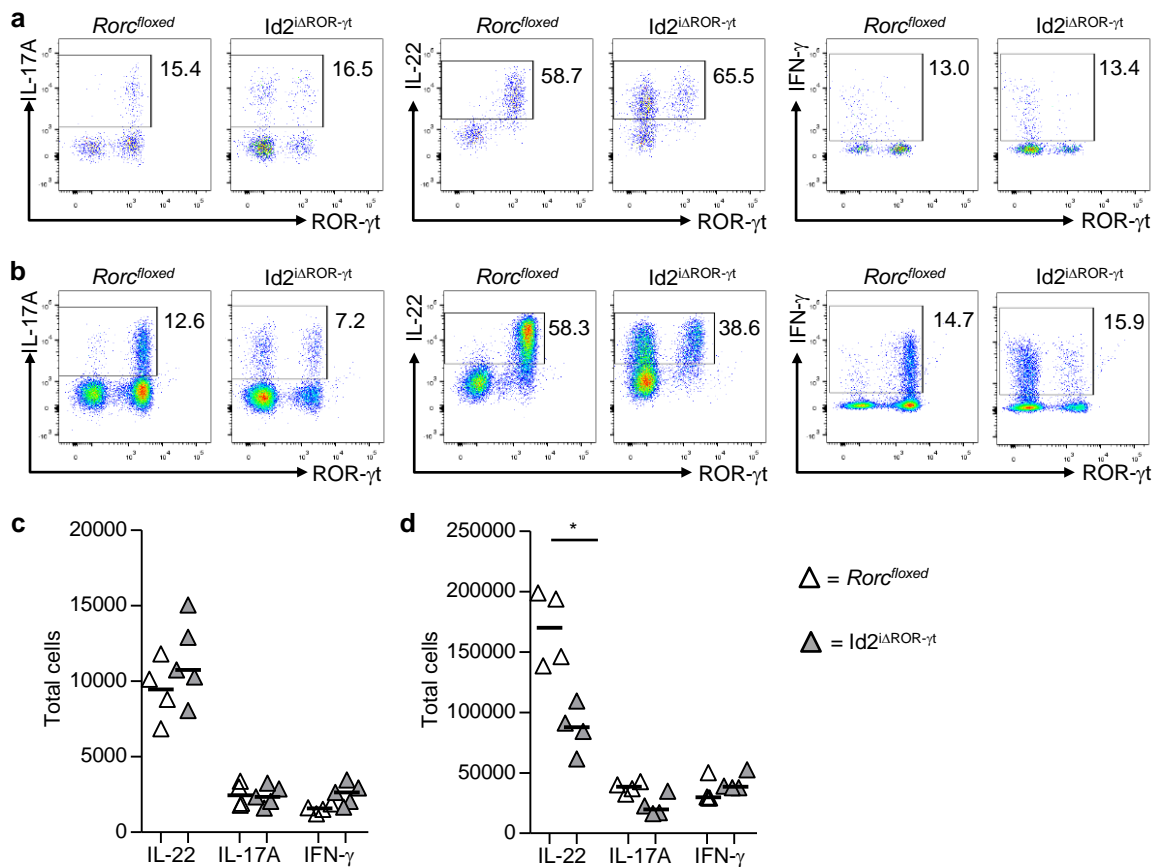 a
Rorcfloxed Id2iΔROR-γt Id2iΔROR-γt Rorcfloxed Id2iΔROR-γt
IL-17A 15.4 16.5 IL-22 58.7 65.5 IFN-γ 13.0 13.4
ROR-γt ROR-γt ROR-γt
b
Rorcfloxed Id2iΔROR-γt Rorcfloxed Id2iΔROR-γt Rorcfloxed Id2iΔROR-γt
IL-17A 12.6 7.2 IL-22 58.3 38.6 IFN-γ 14.7 15.9
ROR-γt ROR-γt ROR-γt
c
Total cells
20000
15000
10000
5000
0
IL-22 IL-17A IFN-γ
d
Total cells
250000
200000
150000
100000
50000
0
*
IL-22 IL-17A IFN-γ
= Rorcfloxed
= Id2iΔROR-γt